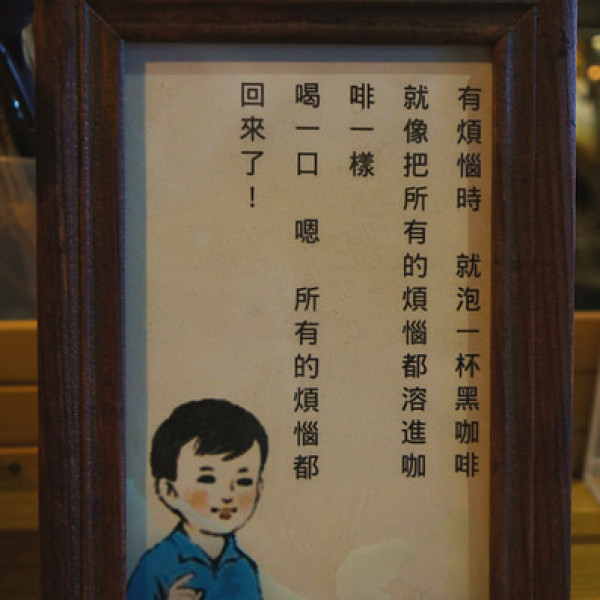 有煩惱時　就泡一杯黑咖啡
就像把所有的煩惱都溶進咖
啡一樣
喝一口　嗯　所有的煩惱都
回來了！